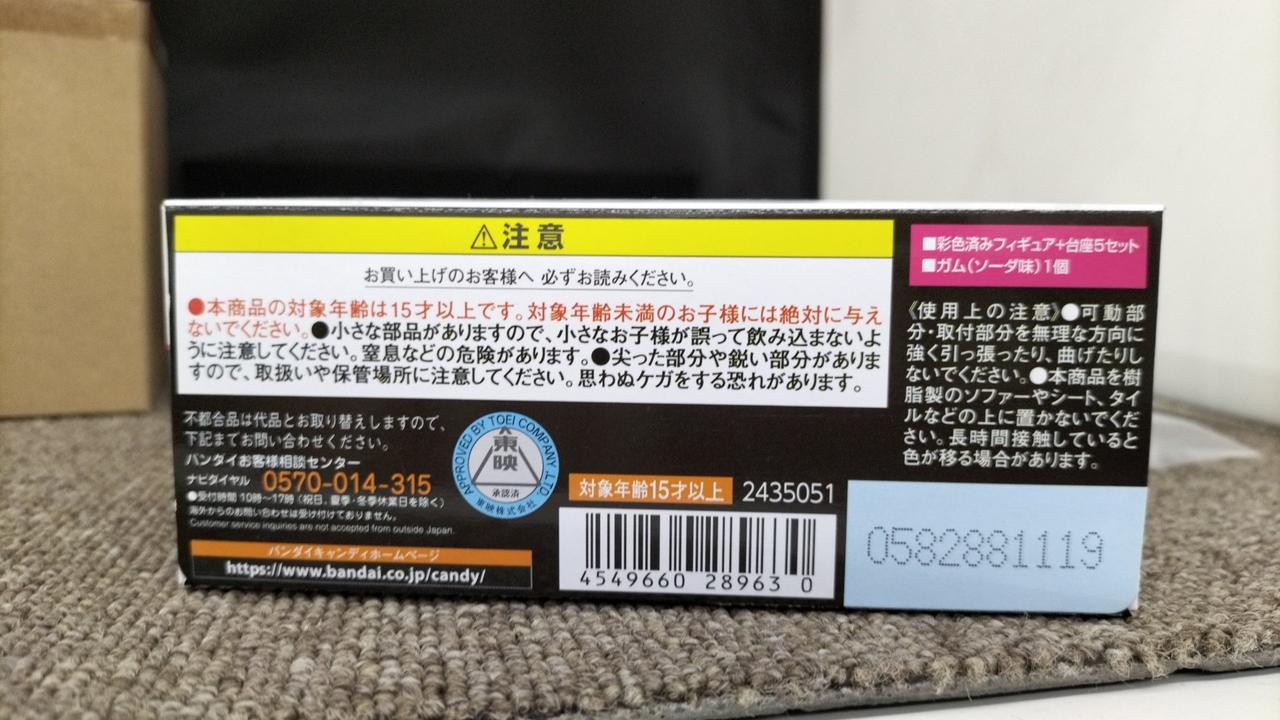 ⚠注意
お買い上げのお客様へ 必ずお読みください。
●本商品の対象年齢は15才以上です。対象年齢未満のお子様には絶対に与え
ないでください。●小さな部品がありますので、小さなお子様が誤って飲み込まないよ
うに注意してください。窒息などの危険があります。●尖った部分や鋭い部分がありま
すので、取扱いや保管場所に注意してください。思わぬケガをする恐れがあります。
■彩色済みフィギュア+台座5セット
■ガム(ソーダ味)1個
《使用上の注意》●可動部
分・取付部分を無理な方向に
強く引っ張ったり、曲げたりし
ないでください。●本商品を樹
脂製のソファーやシート、タイ
ルなどの上に置かないでくだ
さい。長時間接触していると
色が移る場合があります。
不都合品は代品とお取り替えしますので、
下記までお問い合わせください。
バンダイお客様相談センター
ナビダイヤル 0570-014-315
●受付時間 10時〜17時(祝日、夏季・冬季休業日を除く)
海外からのお問い合わせは受け付けておりません。
Customer service inquiries are not accepted from outside Japan.
バンダイキャンディホームページ
https://www.bandai.co.jp/candy/
APPROVED BY TOEI COMPANY, LTD.
東映
承認済
東映株式会社
対象年齢15才以上 2435051
4549660 28963 0
0582881119